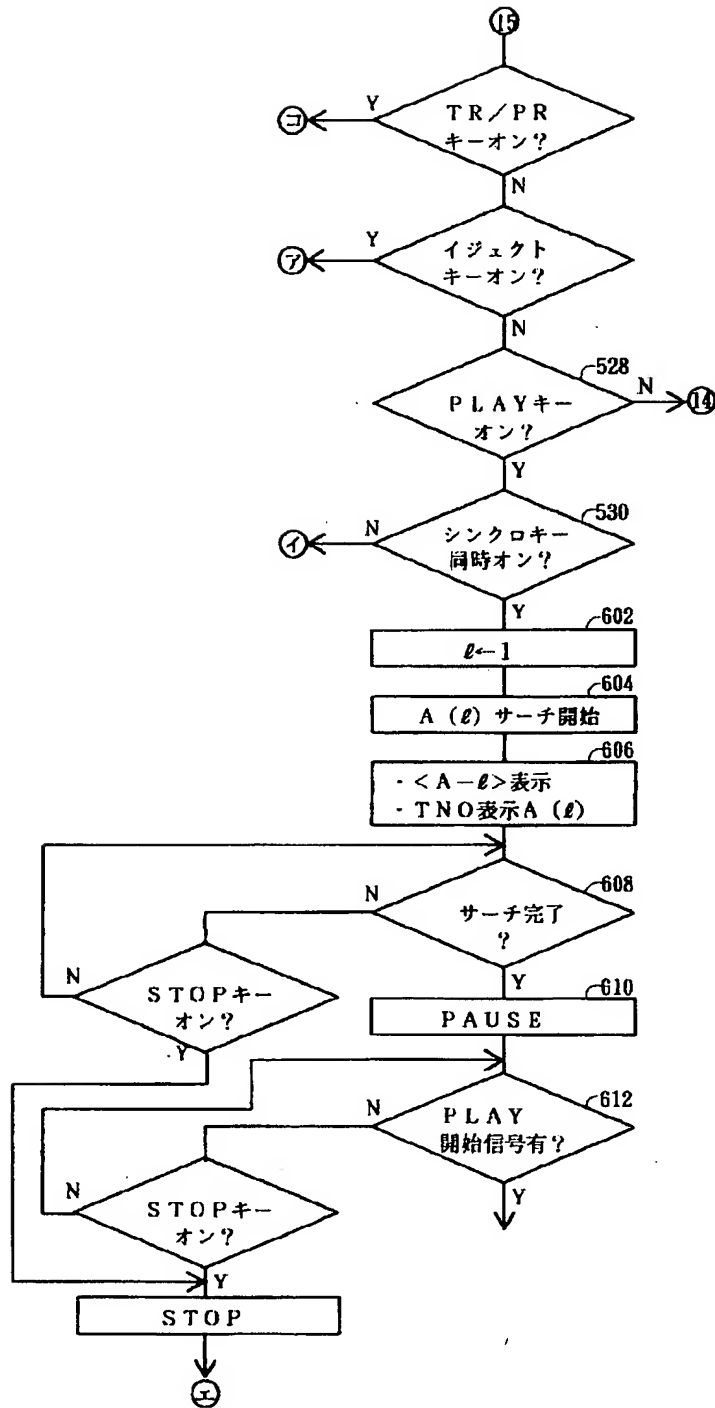 15
Y
TR/PR
キーオン?
コ
N
Y
イジェクト
キーオン?
ア
N
528
PLAYキー
オン?
N
14
Y
530
N
シンクロキー
同時オン?
イ
Y
602
ℓ←1
604
A(ℓ)サーチ開始
606
・<A-ℓ>表示
・TNO表示A(ℓ)
608
N
サーチ完了
?
N
STOPキー
オン?
Y
Y
610
PAUSE
612
N
PLAY
開始信号有?
N
STOPキー
オン?
Y
Y
STOP
エ